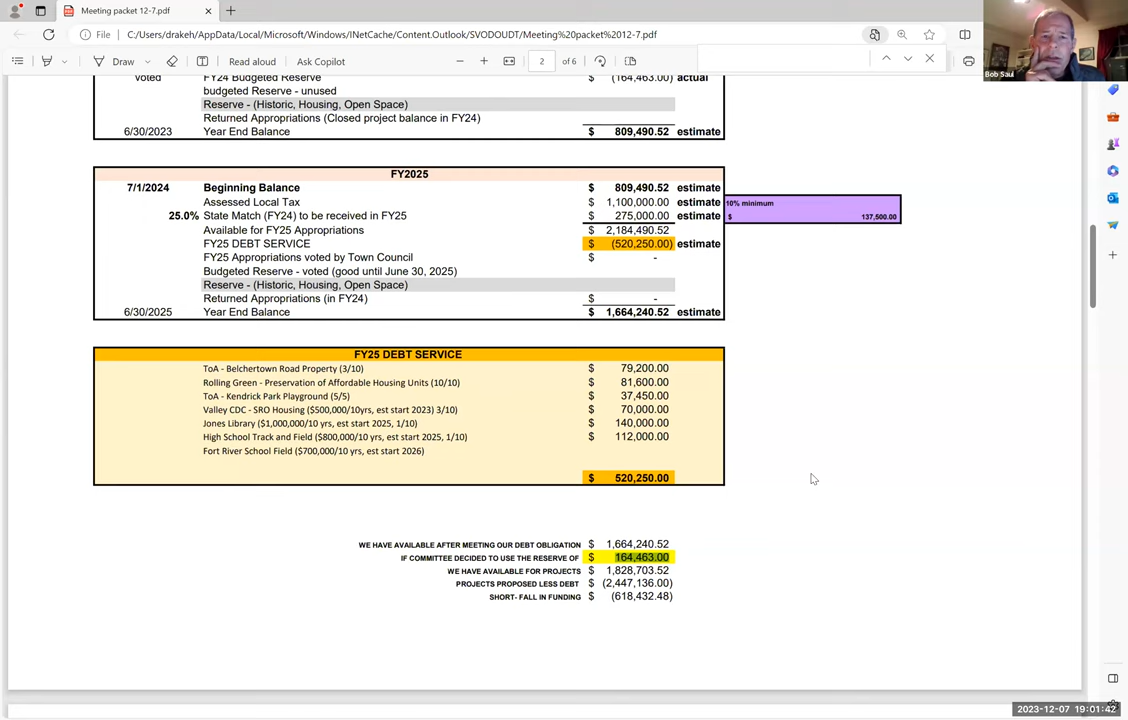 Meeting packet 12-7.pdf
File C:/Users/drakeh/AppData/Local/Microsoft/Windows/INetCache/Content.Outlook/SVODOUDT/Meeting%20packet%2012-7.pdf
Draw Read aloud Ask Copilot 2 of 6
Bob Saul
Voted FY24 Budgeted Reserve (164,463.00) actual
budgeted Reserve - unused
Reserve - (Historic, Housing, Open Space)
Returned Appropriations (Closed project balance in FY24)
6/30/2023 Year End Balance $ 809,490.52 estimate
FY2025
7/1/2024 Beginning Balance $ 809,490.52 estimate
Assessed Local Tax $ 1,100,000.00 estimate 10% minimum
25.0% State Match (FY24) to be received in FY25 $ 275,000.00 estimate $ 137,500.00
Available for FY25 Appropriations $ 2,184,490.52
FY25 DEBT SERVICE $ (520,250.00) estimate
FY25 Appropriations voted by Town Council $ -
Budgeted Reserve - voted (good until June 30, 2025)
Reserve - (Historic, Housing, Open Space)
Returned Appropriations (in FY24) $ -
6/30/2025 Year End Balance $ 1,664,240.52 estimate
FY25 DEBT SERVICE
ToA - Belchertown Road Property (3/10) $ 79,200.00
Rolling Green - Preservation of Affordable Housing Units (10/10) $ 81,600.00
ToA - Kendrick Park Playground (5/5) $ 37,450.00
Valley CDC - SRO Housing ($500,000/10yrs, est start 2023) 3/10) $ 70,000.00
Jones Library ($1,000,000/10 yrs, est start 2025, 1/10) $ 140,000.00
High School Track and Field ($800,000/10 yrs, est start 2025, 1/10) $ 112,000.00
Fort River School Field ($700,000/10 yrs, est start 2026)
$ 520,250.00
WE HAVE AVAILABLE AFTER MEETING OUR DEBT OBLIGATION $ 1,664,240.52
IF COMMITTEE DECIDED TO USE THE RESERVE OF $ 164,463.00
WE HAVE AVAILABLE FOR PROJECTS $ 1,828,703.52
PROJECTS PROPOSED LESS DEBT $ (2,447,136.00)
SHORT- FALL IN FUNDING $ (618,432.48)
2023-12-07 19:01:42